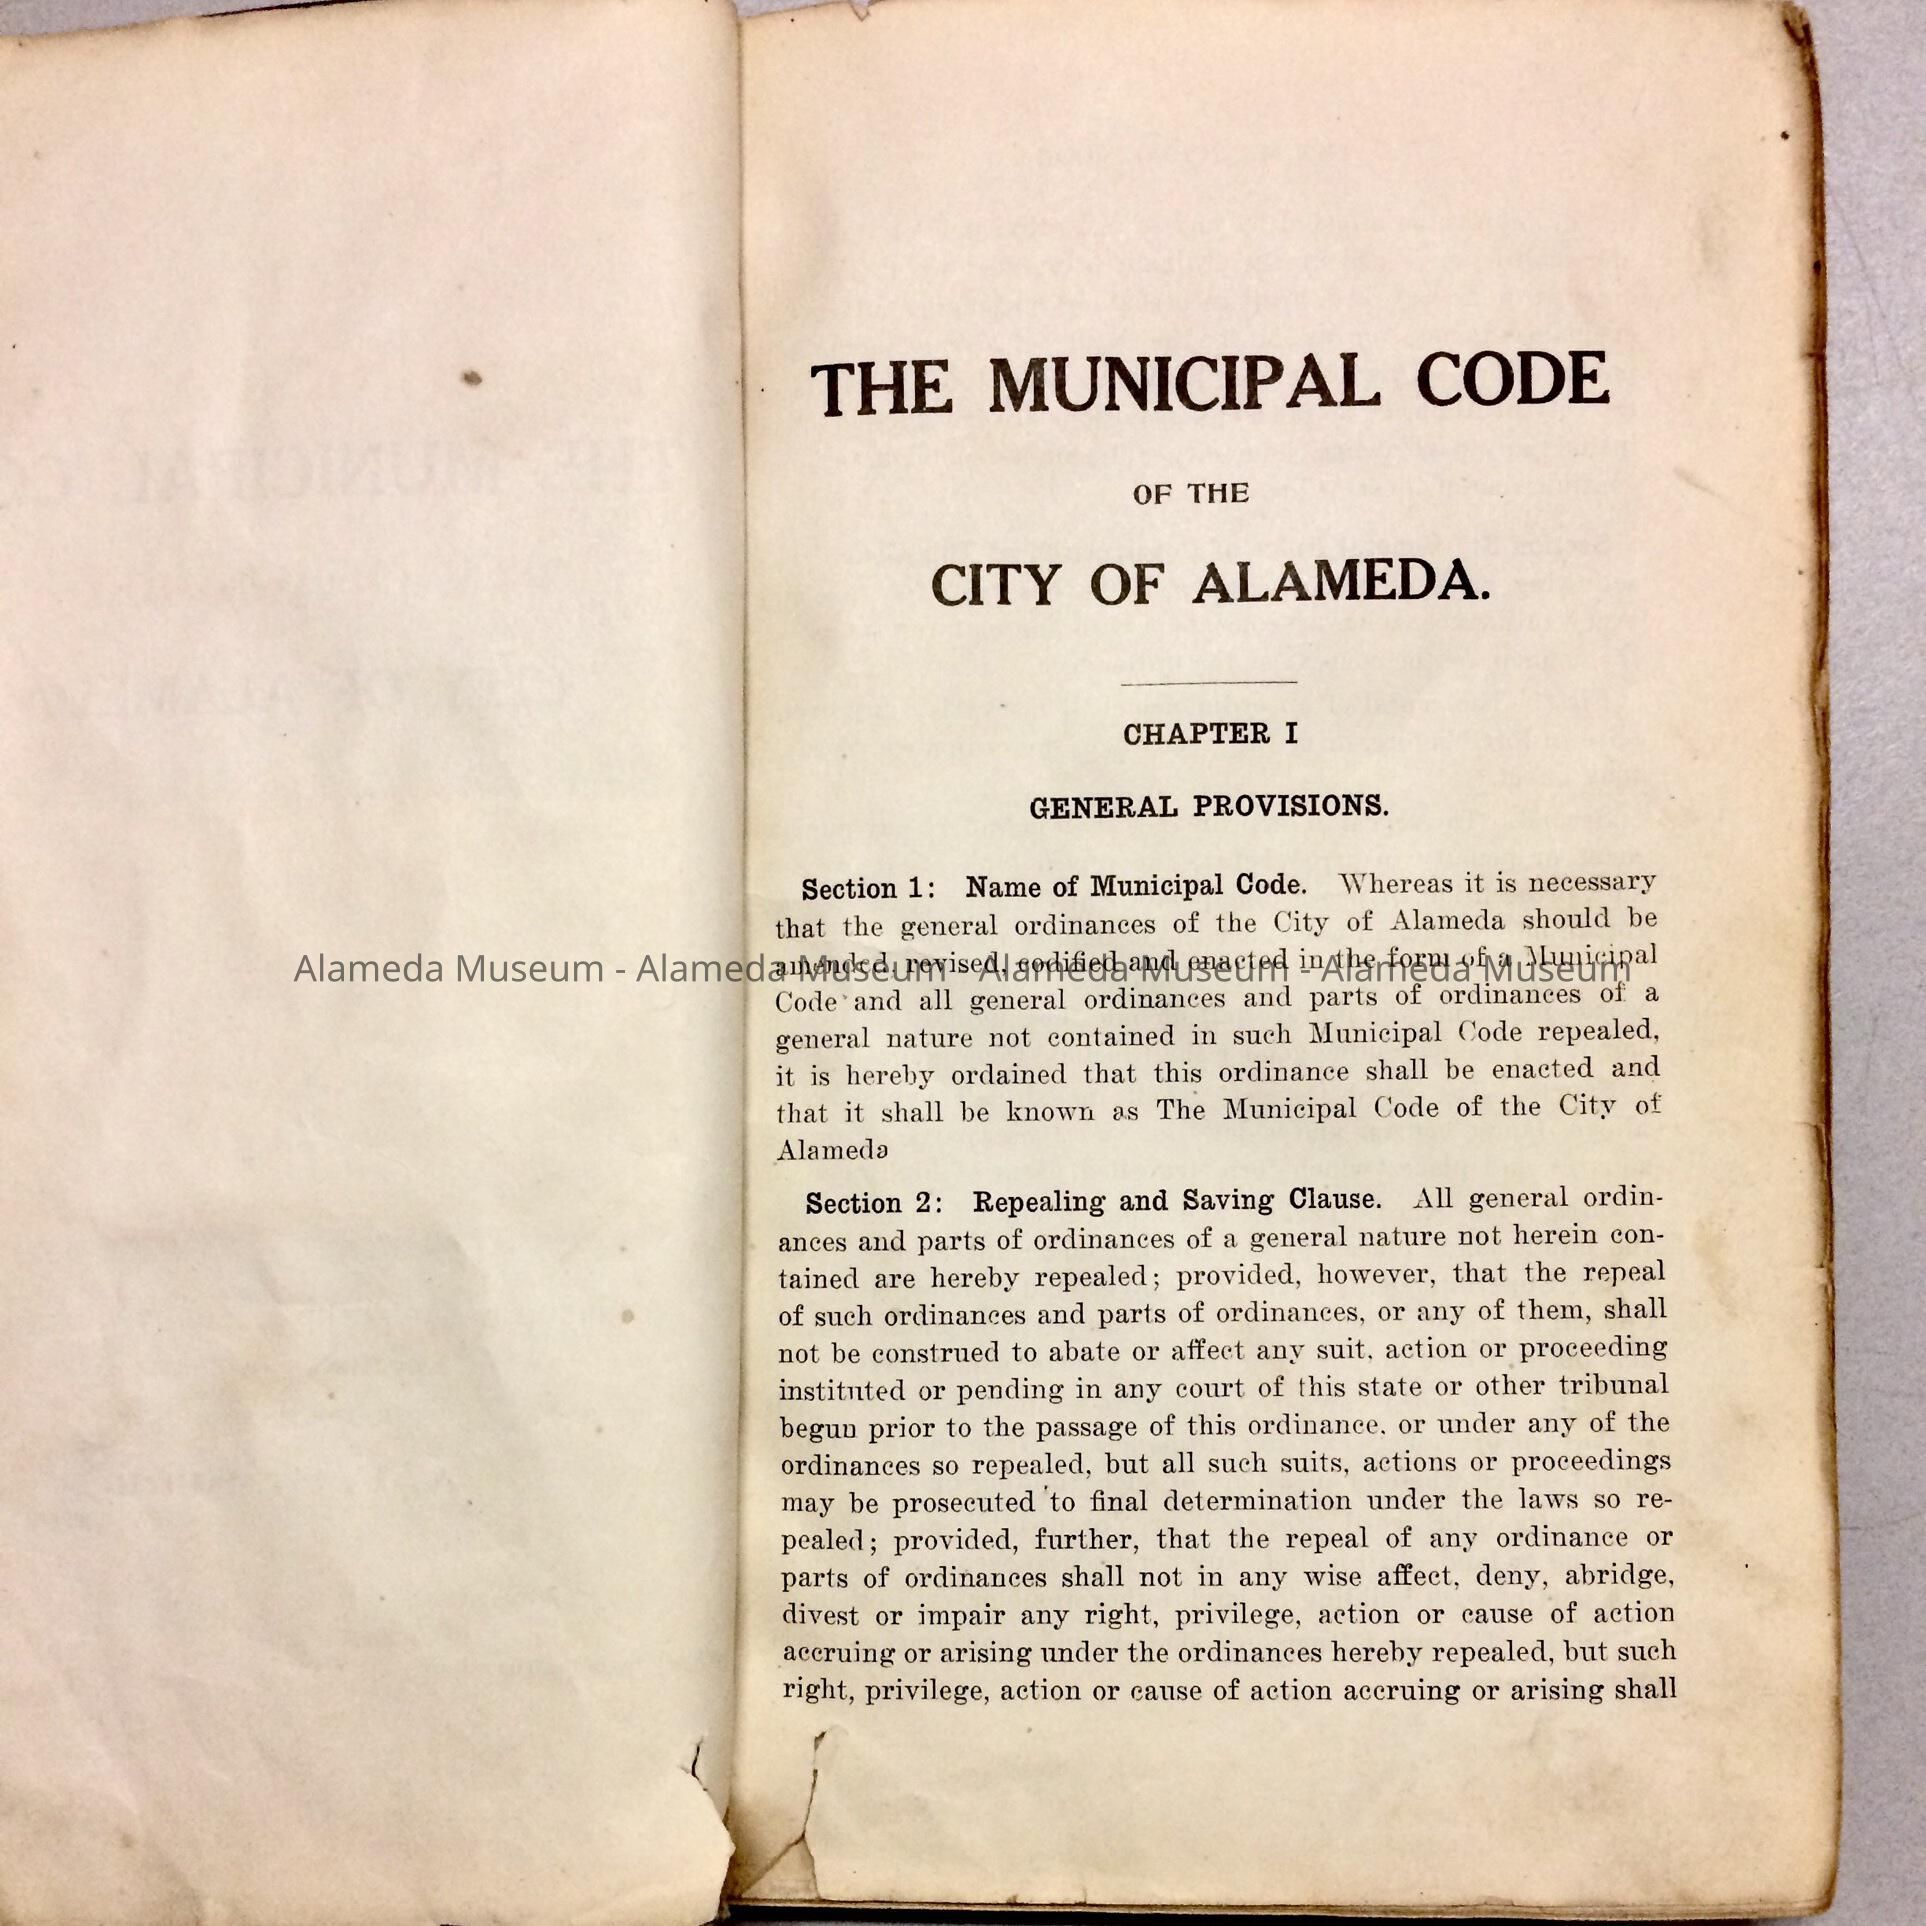 THE MUNICIPAL CODE
OF THE
CITY OF ALAMEDA.
CHAPTER I
GENERAL PROVISIONS.
Section 1: Name of Municipal Code. Whereas it is necessary
that the general ordinances of the City of Alameda should be
amended, revised, codified and enacted in the form of a Municipal
Alameda Museum - Alameda Museum - Alameda Museum - Alameda Museum
Code and all general ordinances and parts of ordinances of a
general nature not contained in such Municipal Code repealed,
it is hereby ordained that this ordinance shall be enacted and
that it shall be known as The Municipal Code of the City of
Alameda
Section 2: Repealing and Saving Clause. All general ordin-
ances and parts of ordinances of a general nature not herein con-
tained are hereby repealed; provided, however, that the repeal
of such ordinances and parts of ordinances, or any of them, shall
not be construed to abate or affect any suit, action or proceeding
instituted or pending in any court of this state or other tribunal
begun prior to the passage of this ordinance, or under any of the
ordinances so repealed, but all such suits, actions or proceedings
may be prosecuted to final determination under the laws so re-
pealed; provided, further, that the repeal of any ordinance or
parts of ordinances shall not in any wise affect, deny, abridge,
divest or impair any right, privilege, action or cause of action
accruing or arising under the ordinances hereby repealed, but such
right, privilege, action or cause of action accruing or arising shall